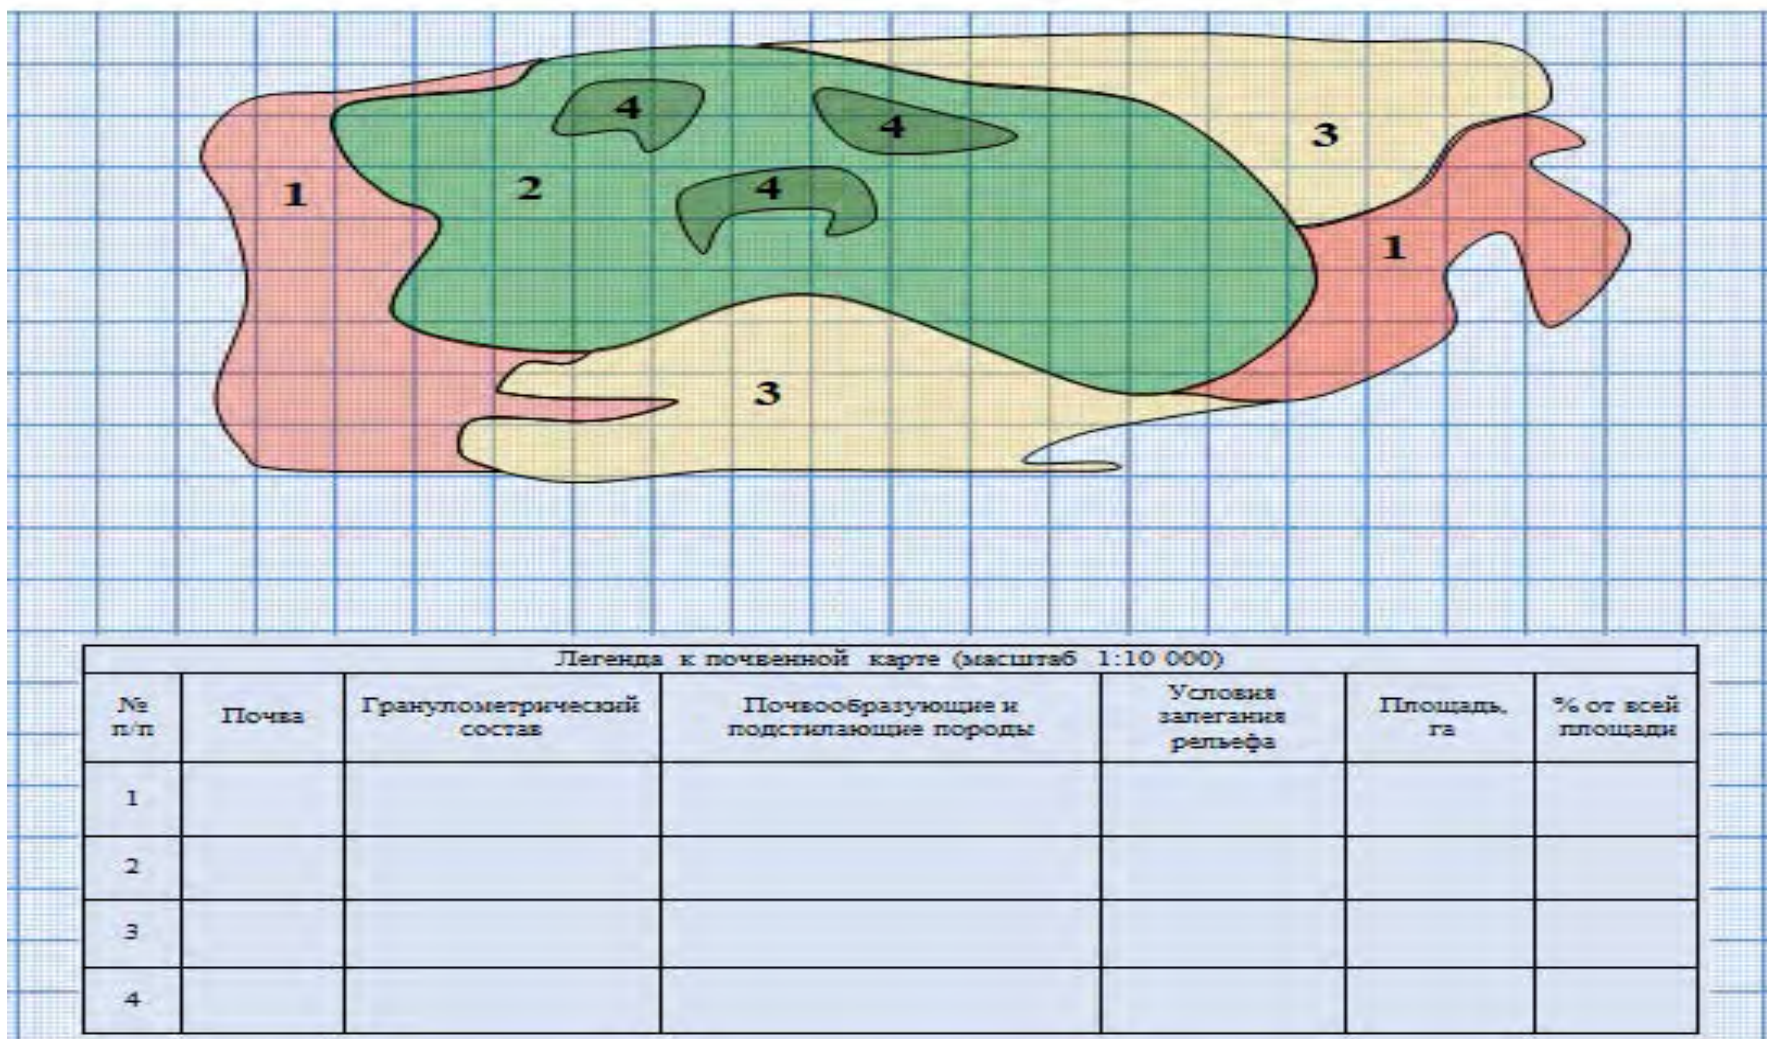 4
4
3
1
2
4
1
3
Легенда к почвенной карте (масштаб 1:10 000)
№ п/п
Почва
Гранулометрический состав
Почвообразующие и подстилающие породы
Условия залегания рельефа
Площадь, га
% от всей площади
1
2
3
4